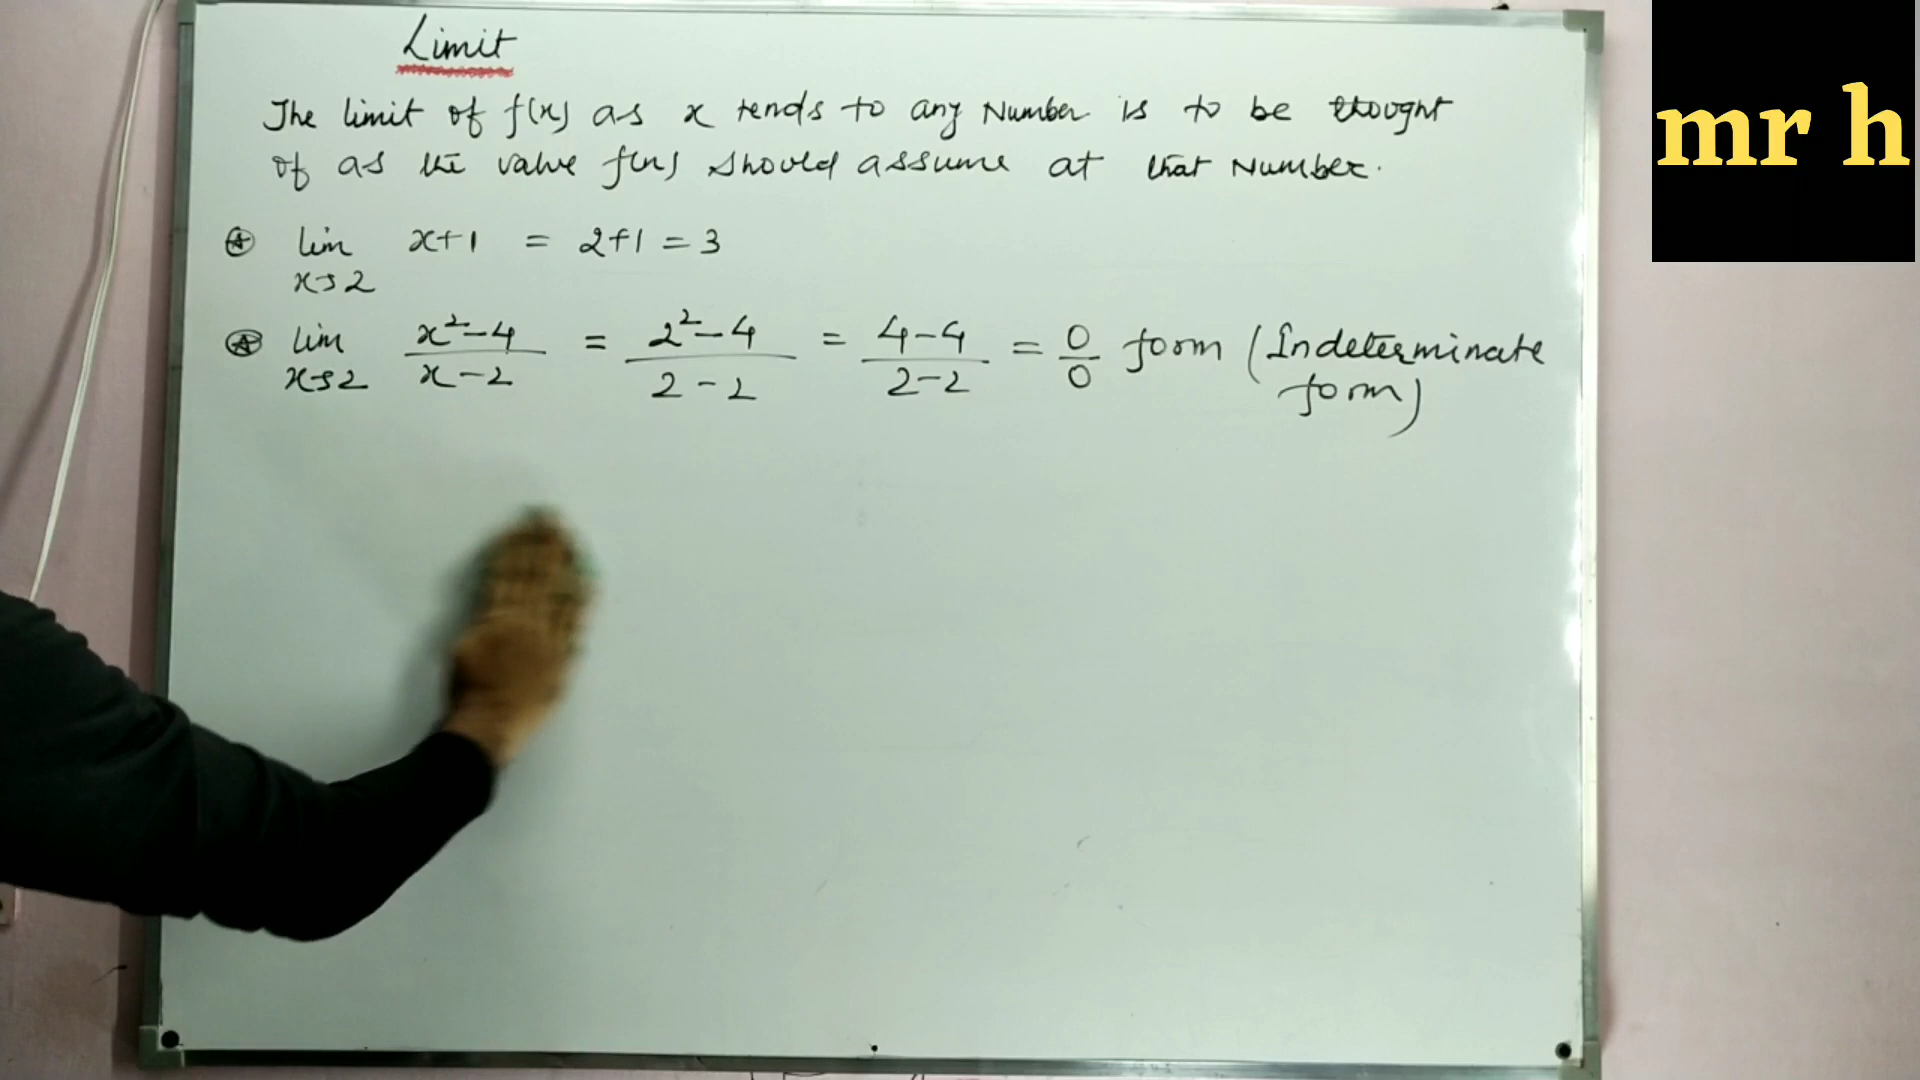 Limit
The limit of f(x) as x tends to any Number is to be thought
of as the value f(x) should assume at that Number.
lim x→2 x+1 = 2+1 = 3
lim x→2 (x²-4)/(x-2) = (2²-4)/(2-2) = (4-4)/(2-2) = 0/0 form (Indeterminate
form)
mr h